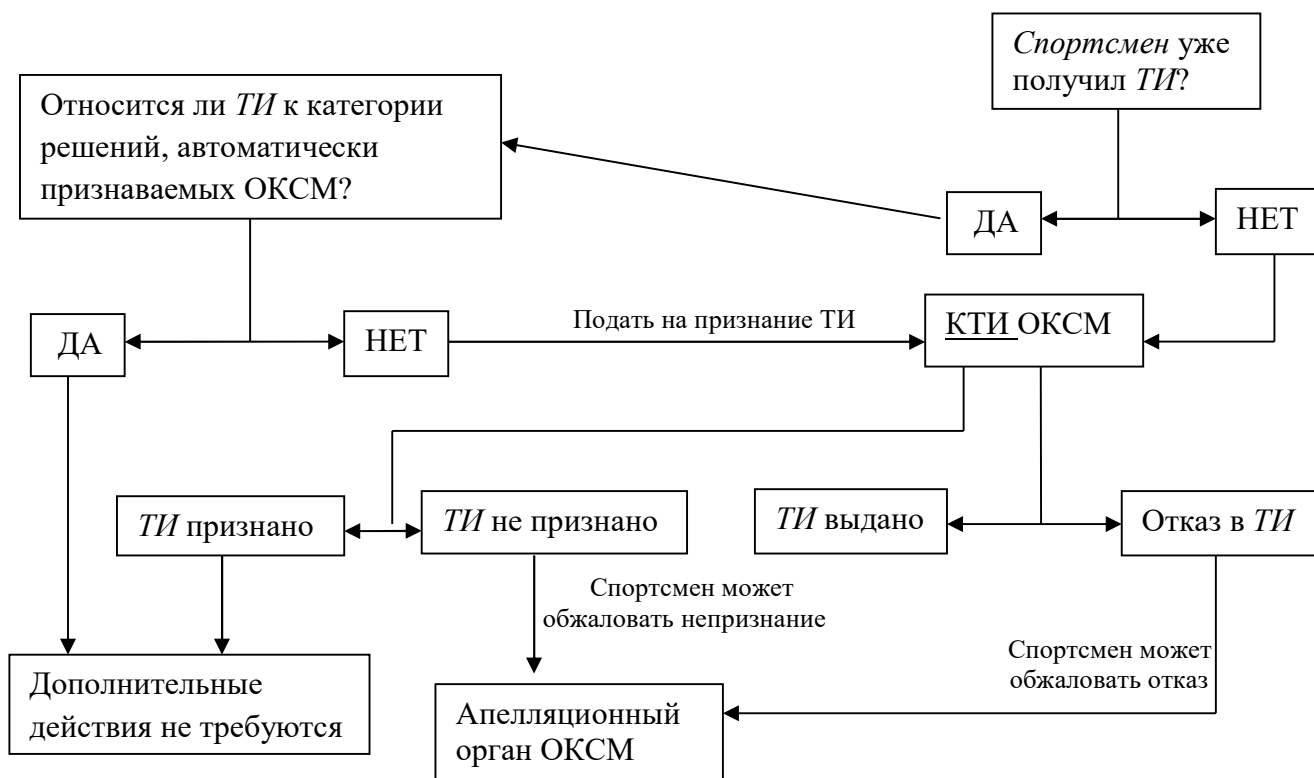 Спортсмен уже
получил ТИ?
Относится ли ТИ к категории
решений, автоматически
признаваемых ОКСМ?
ДА
НЕТ
ДА
НЕТ
Подать на признание ТИ
КТИ ОКСМ
ТИ признано
ТИ не признано
ТИ выдано
Отказ в ТИ
Спортсмен может
обжаловать непризнание
Спортсмен может
обжаловать отказ
Дополнительные
действия не требуются
Апелляционный
орган ОКСМ